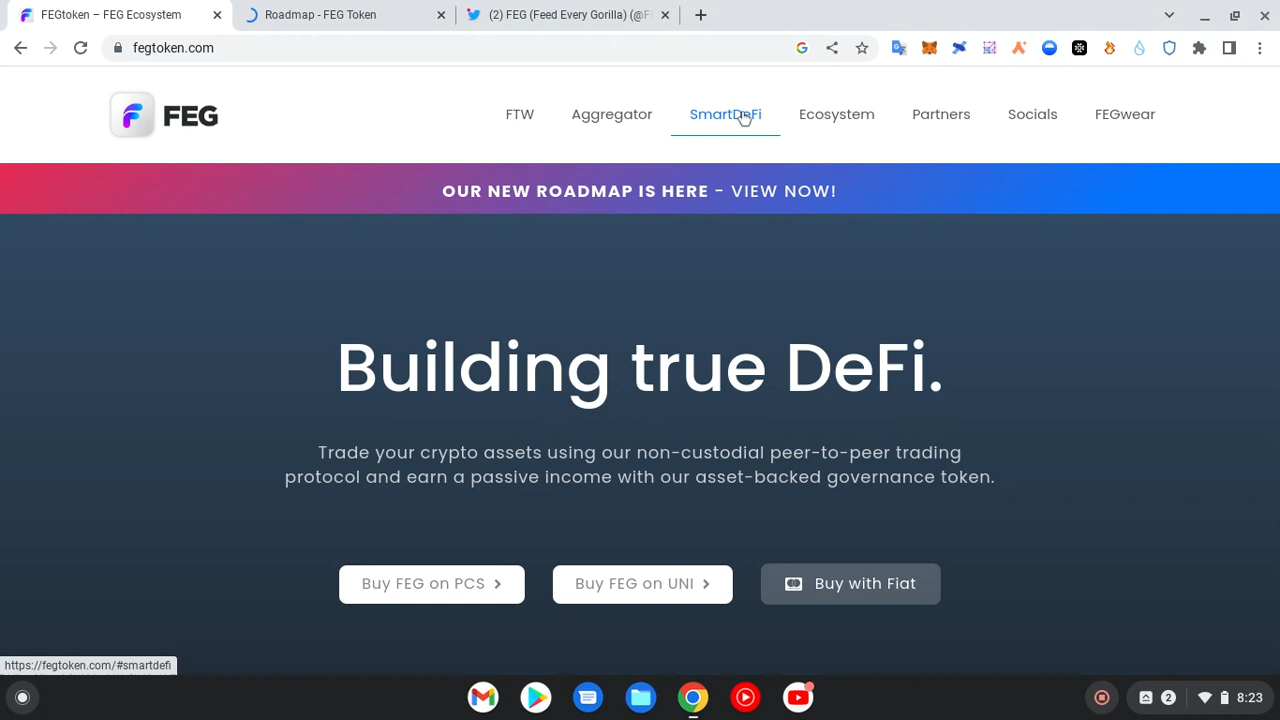 FEGtoken – FEG Ecosystem
Roadmap - FEG Token
(2) FEG (Feed Every Gorilla) (@F
fegtoken.com
FEG
FTW
Aggregator
SmartDeFi
Ecosystem
Partners
Socials
FEGwear
OUR NEW ROADMAP IS HERE - VIEW NOW!
Building true DeFi.
Trade your crypto assets using our non-custodial peer-to-peer trading
protocol and earn a passive income with our asset-backed governance token.
Buy FEG on PCS
Buy FEG on UNI
Buy with Fiat
https://fegtoken.com/#smartdefi
2
8:23